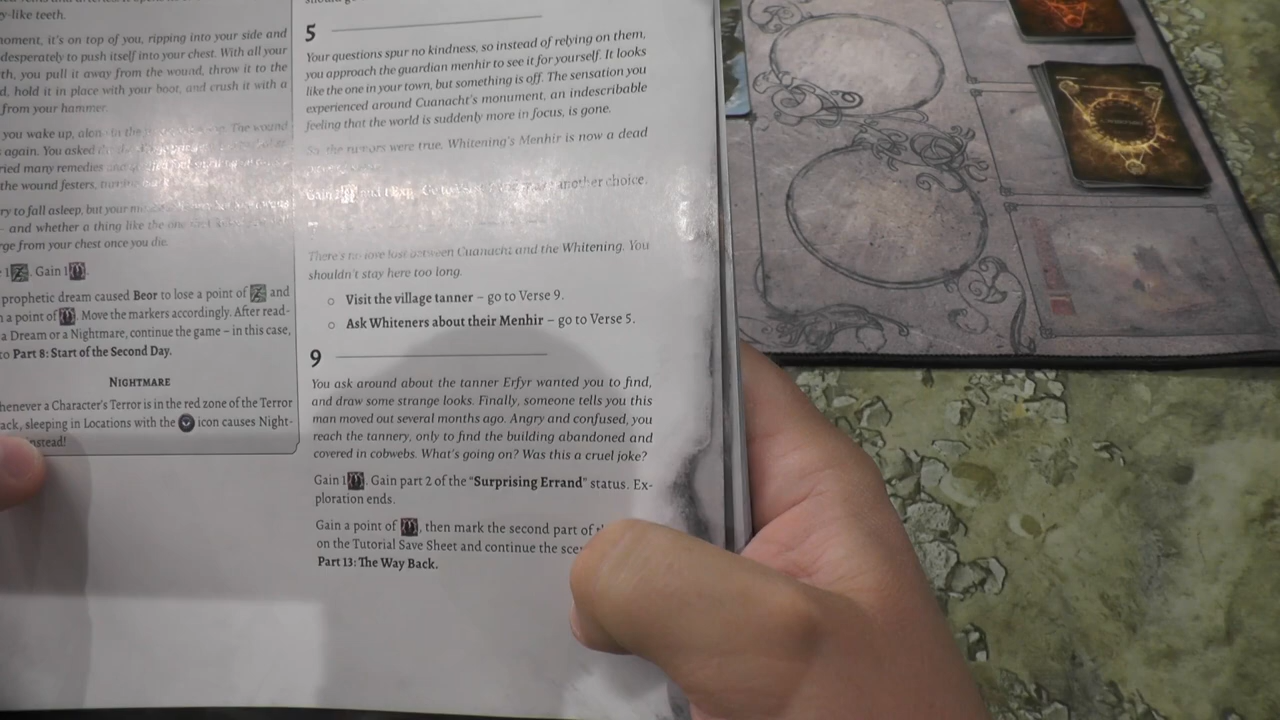 y-like teeth.
oment, it's on top of you, ripping into your side and
desperately to push itself into your chest. With all your
th, you pull it away from the wound, throw it to the
d, hold it in place with your boot, and crush it with a
from your hammer.
you wake up, alon
The wound
again. You asked
ried many remedies
the wound festers,
ry to fall asleep, but your mi
- and whether a thing like the one
rge from your chest once you die.
1. Gain 1.
prophetic dream caused Beor to lose a point of and
a point of. Move the markers accordingly. After read-
a Dream or a Nightmare, continue the game – in this case,
to Part 8: Start of the Second Day.
NIGHTMARE
henever a Character's Terror is in the red zone of the Terror
ack, sleeping in Locations with the icon causes Night-
nstead!
5
Your questions spur no kindness, so instead of relying on them,
you approach the guardian menhir to see it for yourself. It looks
like the one in your town, but something is off. The sensation you
experienced around Cuanacht's monument, an indescribable
feeling that the world is suddenly more in focus, is gone.
So, the rumors were true. Whitening's Menhir is now a dead
Gain
another choice.
There's no love lost between Cuanacht and the Whitening. You
shouldn't stay here too long.
○ Visit the village tanner – go to Verse 9.
○ Ask Whiteners about their Menhir – go to Verse 5.
9
You ask around about the tanner Erfyr wanted you to find,
and draw some strange looks. Finally, someone tells you this
man moved out several months ago. Angry and confused, you
reach the tannery, only to find the building abandoned and
covered in cobwebs. What's going on? Was this a cruel joke?
Gain 1. Gain part 2 of the "Surprising Errand" status. Ex-
ploration ends.
Gain a point of, then mark the second part of
on the Tutorial Save Sheet and continue the sce
Part 13: The Way Back.